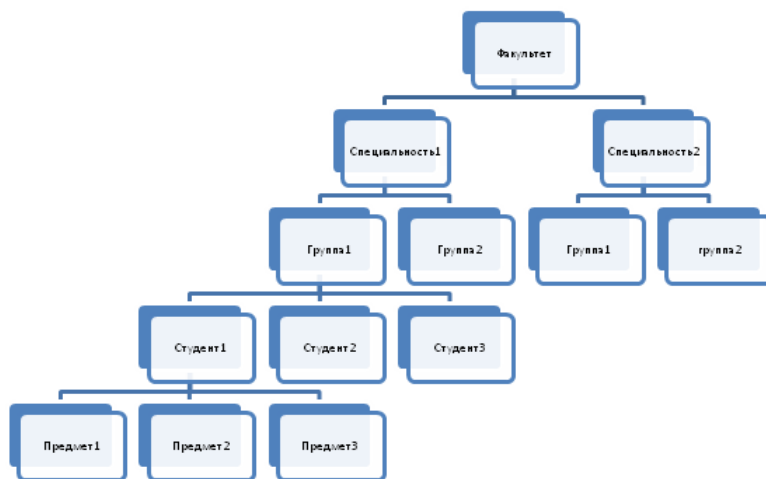 Факультет
Специальность1
Специальность2
Группа1
Группа2
Группа1
группа2
Студент1
Студент2
Студент3
Предмет1
Предмет2
Предмет3